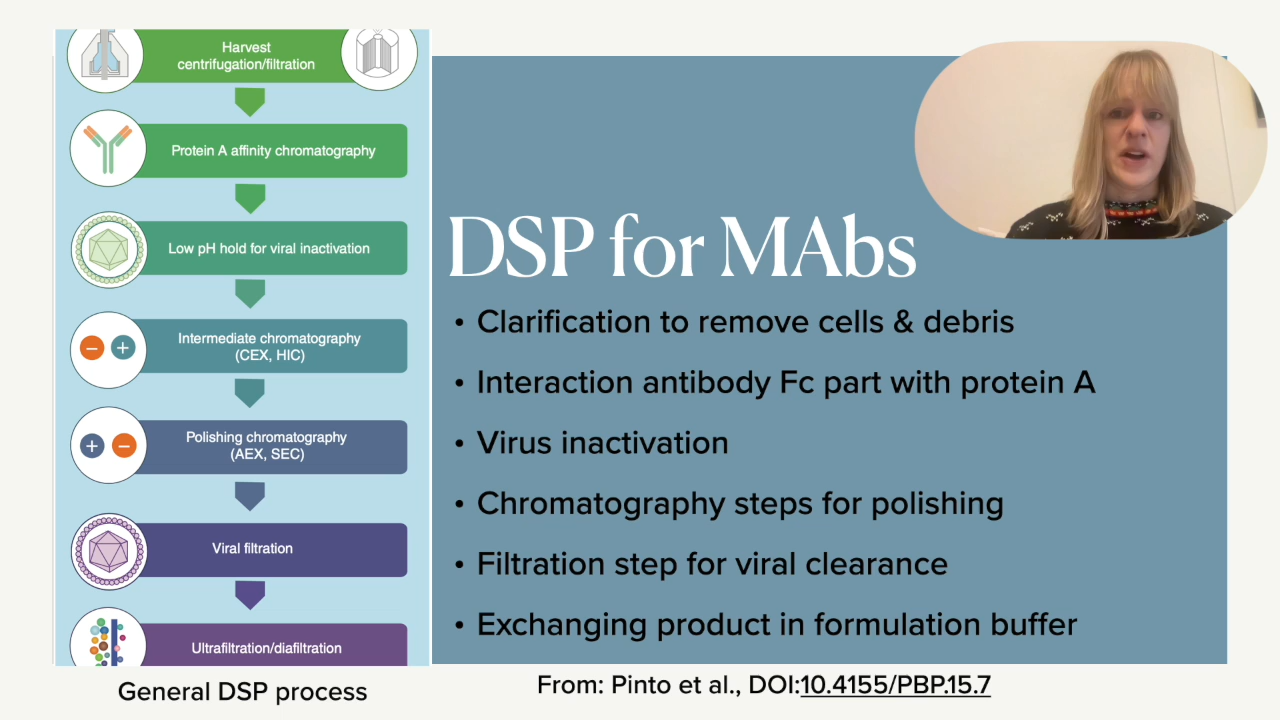 Harvest
centrifugation/filtration
Protein A affinity chromatography
Low pH hold for viral inactivation
Intermediate chromatography
(CEX, HIC)
Polishing chromatography
(AEX, SEC)
Viral filtration
Ultrafiltration/diafiltration
General DSP process
DSP for MAbs
• Clarification to remove cells & debris
• Interaction antibody Fc part with protein A
• Virus inactivation
• Chromatography steps for polishing
• Filtration step for viral clearance
• Exchanging product in formulation buffer
From: Pinto et al., DOI:10.4155/PBP.15.7